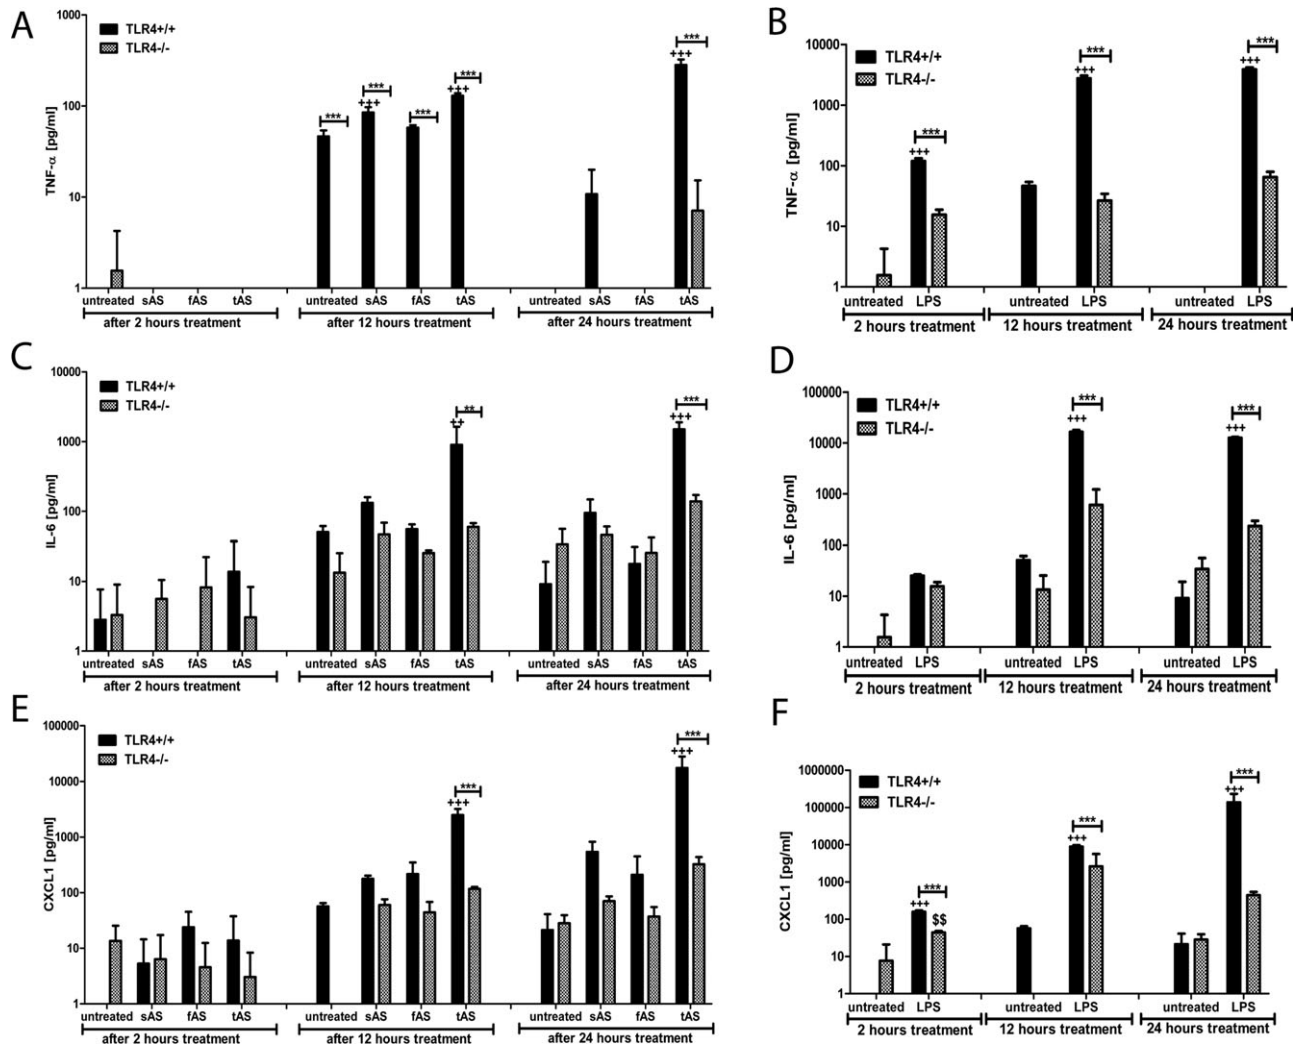 A
1000
100
10
1
TNF-α [pg/ml]
TLR4+/+
TLR4-/-
***
***
+++
***
***
+++
***
+++
untreated sAS fAS tAS untreated sAS fAS tAS untreated sAS fAS tAS
after 2 hours treatment after 12 hours treatment after 24 hours treatment
B
10000
1000
100
10
1
TNF-α [pg/ml]
TLR4+/+
TLR4-/-
***
+++
***
+++
***
+++
untreated LPS untreated LPS untreated LPS
2 hours treatment 12 hours treatment 24 hours treatment
C
10000
1000
100
10
1
IL-6 [pg/ml]
TLR4+/+
TLR4-/-
**
++
***
+++
untreated sAS fAS tAS untreated sAS fAS tAS untreated sAS fAS tAS
after 2 hours treatment after 12 hours treatment after 24 hours treatment
D
100000
10000
1000
100
10
1
IL-6 [pg/ml]
TLR4+/+
TLR4-/-
***
+++
***
+++
untreated LPS untreated LPS untreated LPS
2 hours treatment 12 hours treatment 24 hours treatment
E
100000
10000
1000
100
10
1
CXCL1 [pg/ml]
TLR4+/+
TLR4-/-
***
+++
***
+++
untreated sAS fAS tAS untreated sAS fAS tAS untreated sAS fAS tAS
after 2 hours treatment after 12 hours treatment after 24 hours treatment
F
1000000
100000
10000
1000
100
10
1
CXCL1 [pg/ml]
TLR4+/+
TLR4-/-
***
+++
$$
***
+++
***
+++
untreated LPS untreated LPS untreated LPS
2 hours treatment 12 hours treatment 24 hours treatment